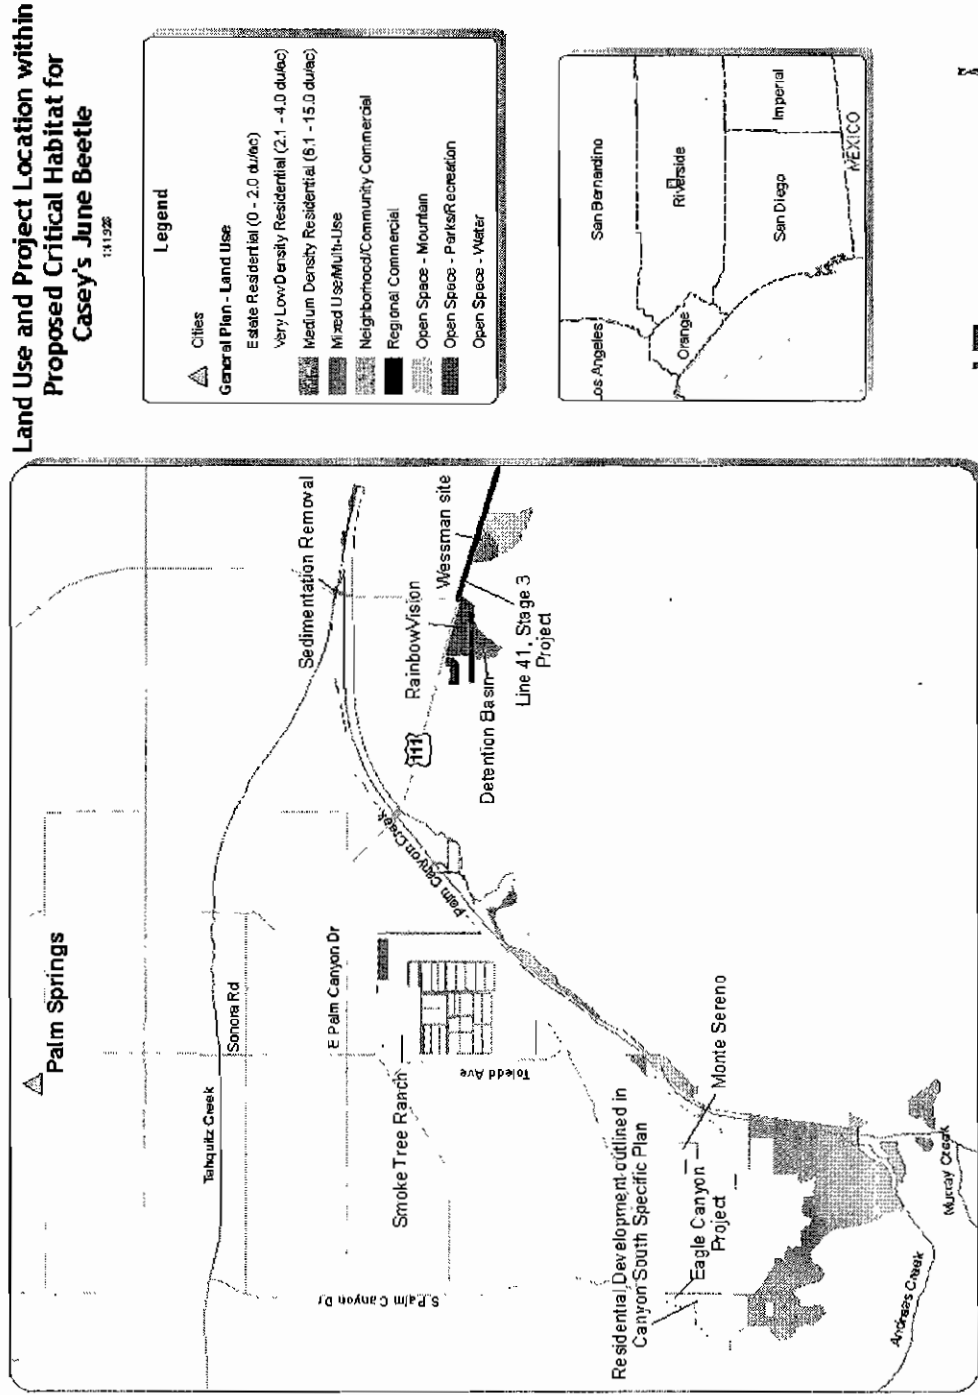 Land Use and Project Location within
Proposed Critical Habitat for
Casey's June Beetle
Legend
Cities
General Plan - Land Use
Estate Residential (0 - 2.0 du/ac)
Very Low Density Residential (2.1 - 4.0 du/ac)
Medium Density Residential (6.1 - 15.0 du/ac)
Mixed Use/Multi-Use
Neighborhood/Community Commercial
Regional Commercial
Open Space - Mountain
Open Space - Parks/Recreation
Open Space - Water
San Bernardino
Los Angeles
Riverside
Orange
San Diego
Imperial
MEXICO
Palm Springs
Tahquitz Creek
Sonora Rd
E Palm Canyon Dr
Smoke Tree Ranch
Toledo Ave
S Palm Canyon Dr
Palm Canyon Creek
Sedimentation Removal
111
RainbowVision
Wessman site
Detention Basin
Line 41, Stage 3
Project
Residential Development outlined in
Canyon South Specific Plan
Eagle Canyon
Project
Monte Sereno
Andreas Creek
Murray Creek